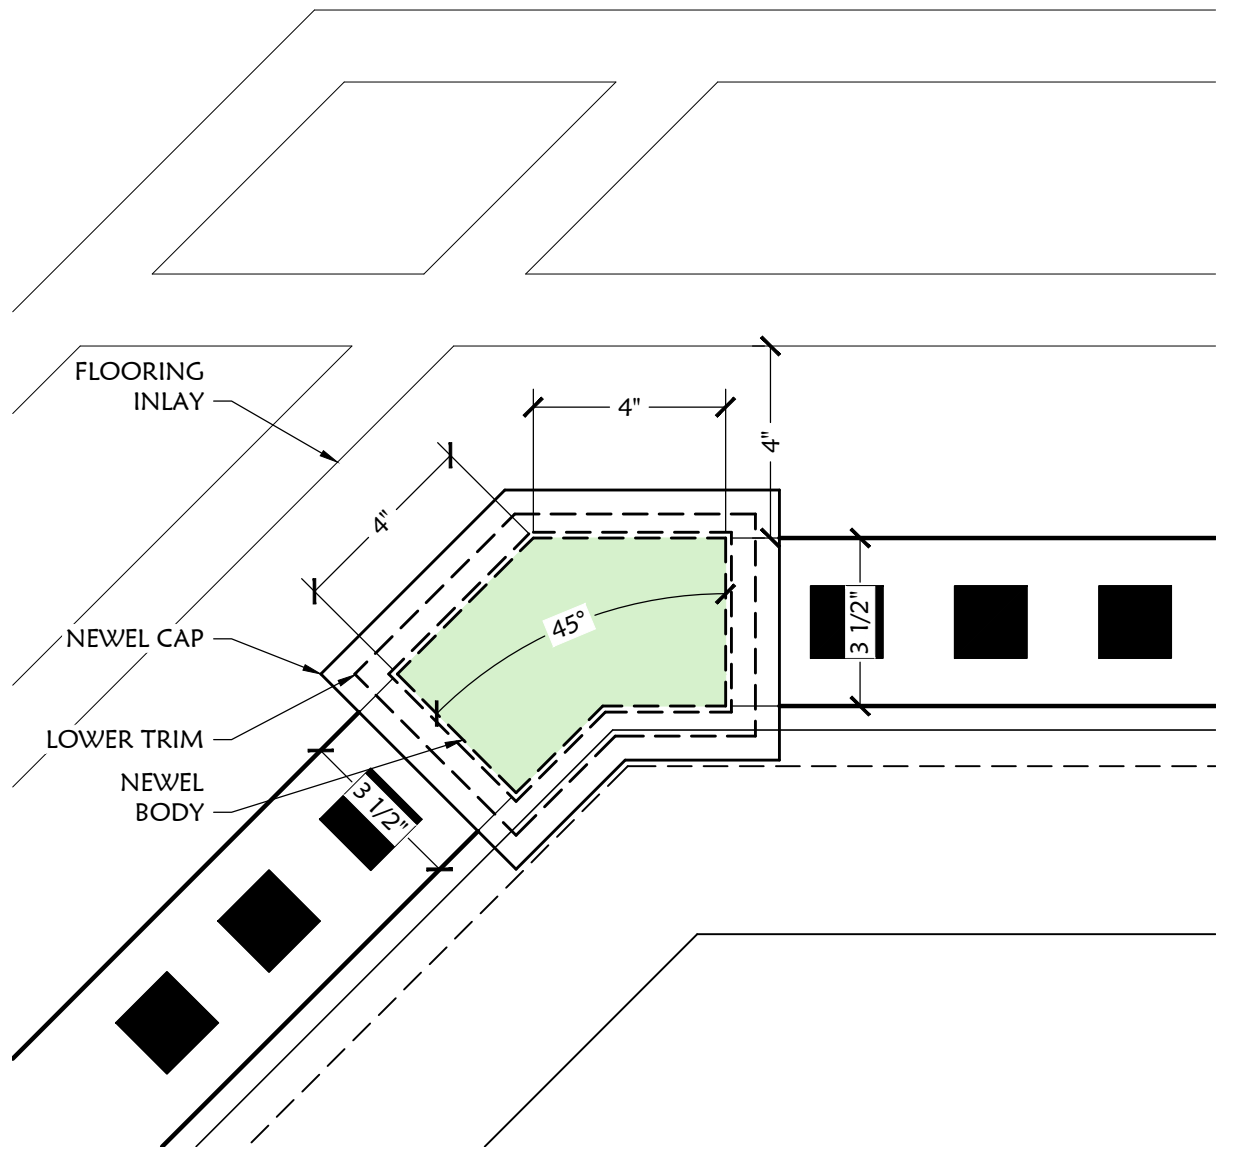 FLOORING
INLAY
4"
4"
4"
45°
NEWEL CAP
3 1/2"
LOWER TRIM
NEWEL
BODY
3 1/2"